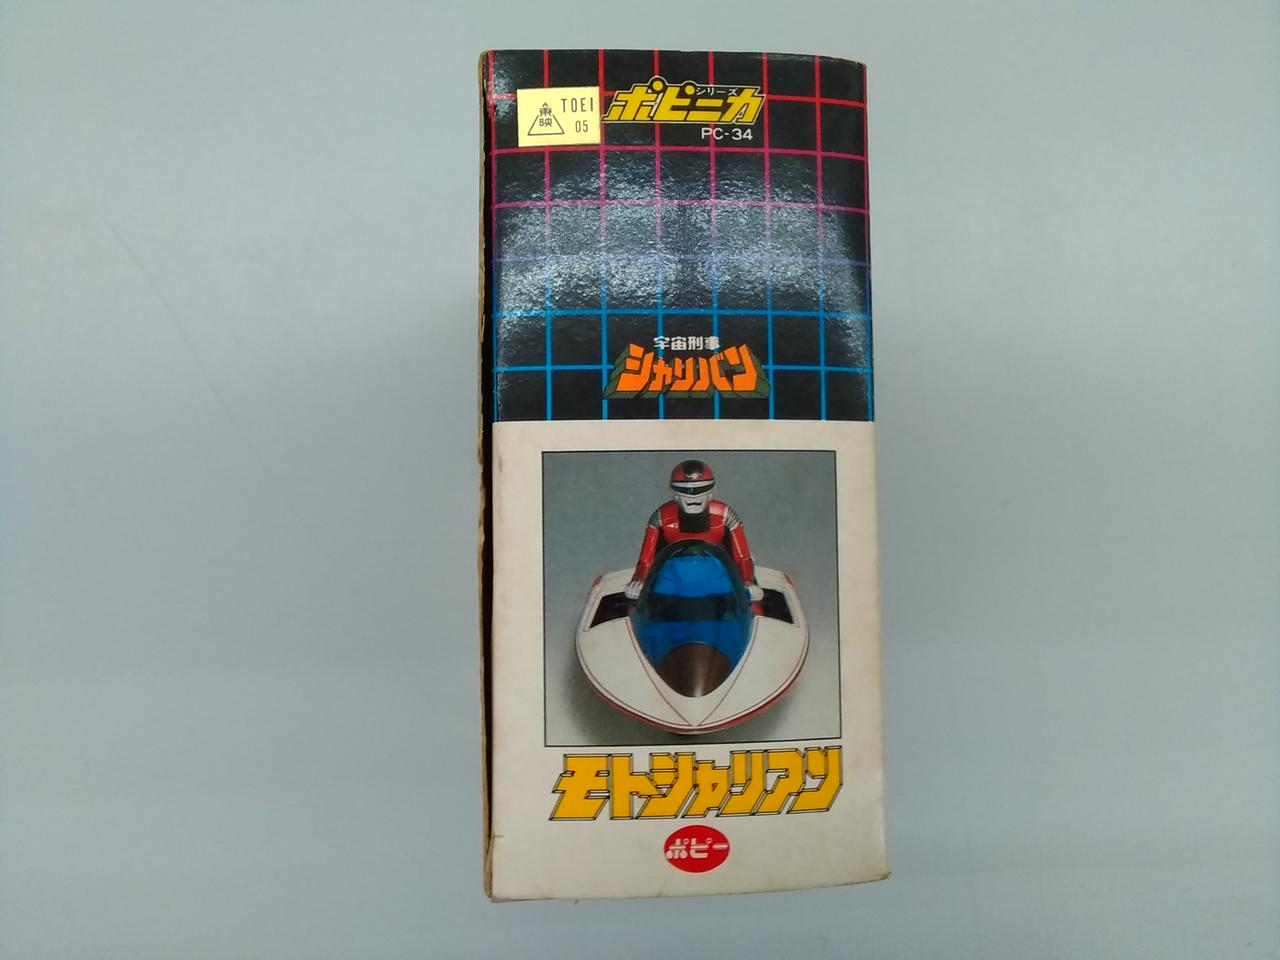 東映
TOEI
05
ポピニカ
シリーズ
PC-34
宇宙刑事
シャリバン
モトシャリアン
ポピー